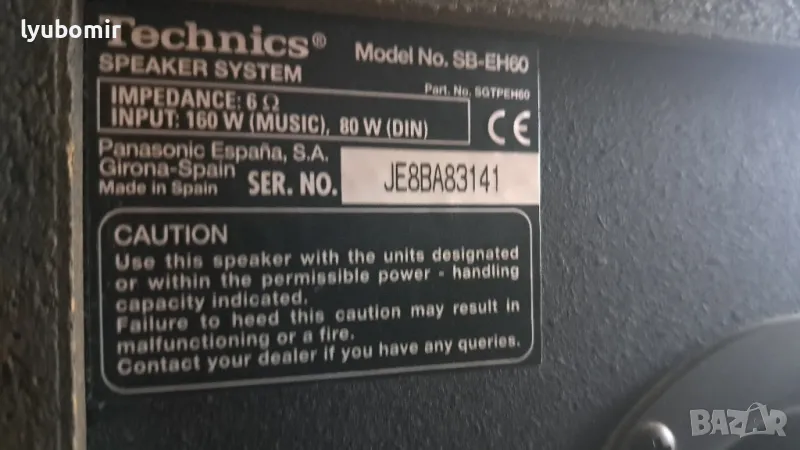 lyubomir
Technics®
Model No. SB-EH60
SPEAKER SYSTEM
Part. No. SGTPEH60
IMPEDANCE: 6 Ω
INPUT: 160 W (MUSIC), 80 W (DIN)
CE
Panasonic España, S.A.
Girona-Spain
Made in Spain
SER. NO.
JE8BA83141
CAUTION
Use this speaker with the units designated
or within the permissible power - handling
capacity indicated.
Failure to heed this caution may result in
malfunctioning or a fire.
Contact your dealer if you have any queries.
BAZAR